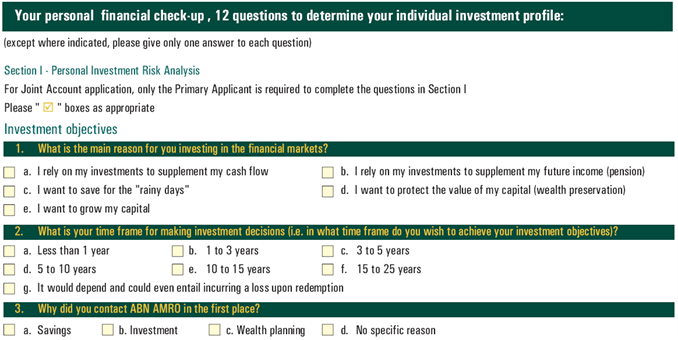 Your personal financial check-up , 12 questions to determine your individual investment profile:
(except where indicated, please give only one answer to each question)
Section I - Personal Investment Risk Analysis
For Joint Account application, only the Primary Applicant is required to complete the questions in Section I
Please " ☑ " boxes as appropriate
Investment objectives
1. What is the main reason for you investing in the financial markets?
a. I rely on my investments to supplement my cash flow b. I rely on my investments to supplement my future income (pension)
c. I want to save for the "rainy days" d. I want to protect the value of my capital (wealth preservation)
e. I want to grow my capital
2. What is your time frame for making investment decisions (i.e. in what time frame do you wish to achieve your investment objectives)?
a. Less than 1 year b. 1 to 3 years c. 3 to 5 years
d. 5 to 10 years e. 10 to 15 years f. 15 to 25 years
g. It would depend and could even entail incurring a loss upon redemption
3. Why did you contact ABN AMRO in the first place?
a. Savings b. Investment c. Wealth planning d. No specific reason